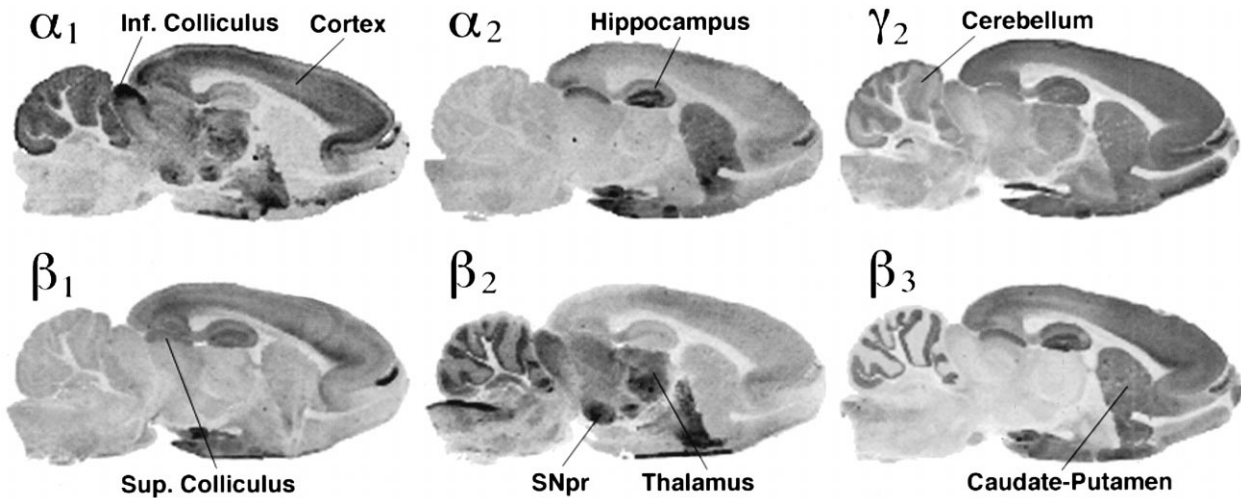 α1
Inf. Colliculus
Cortex
α2
Hippocampus
γ2
Cerebellum
β1
Sup. Colliculus
β2
SNpr
Thalamus
β3
Caudate-Putamen